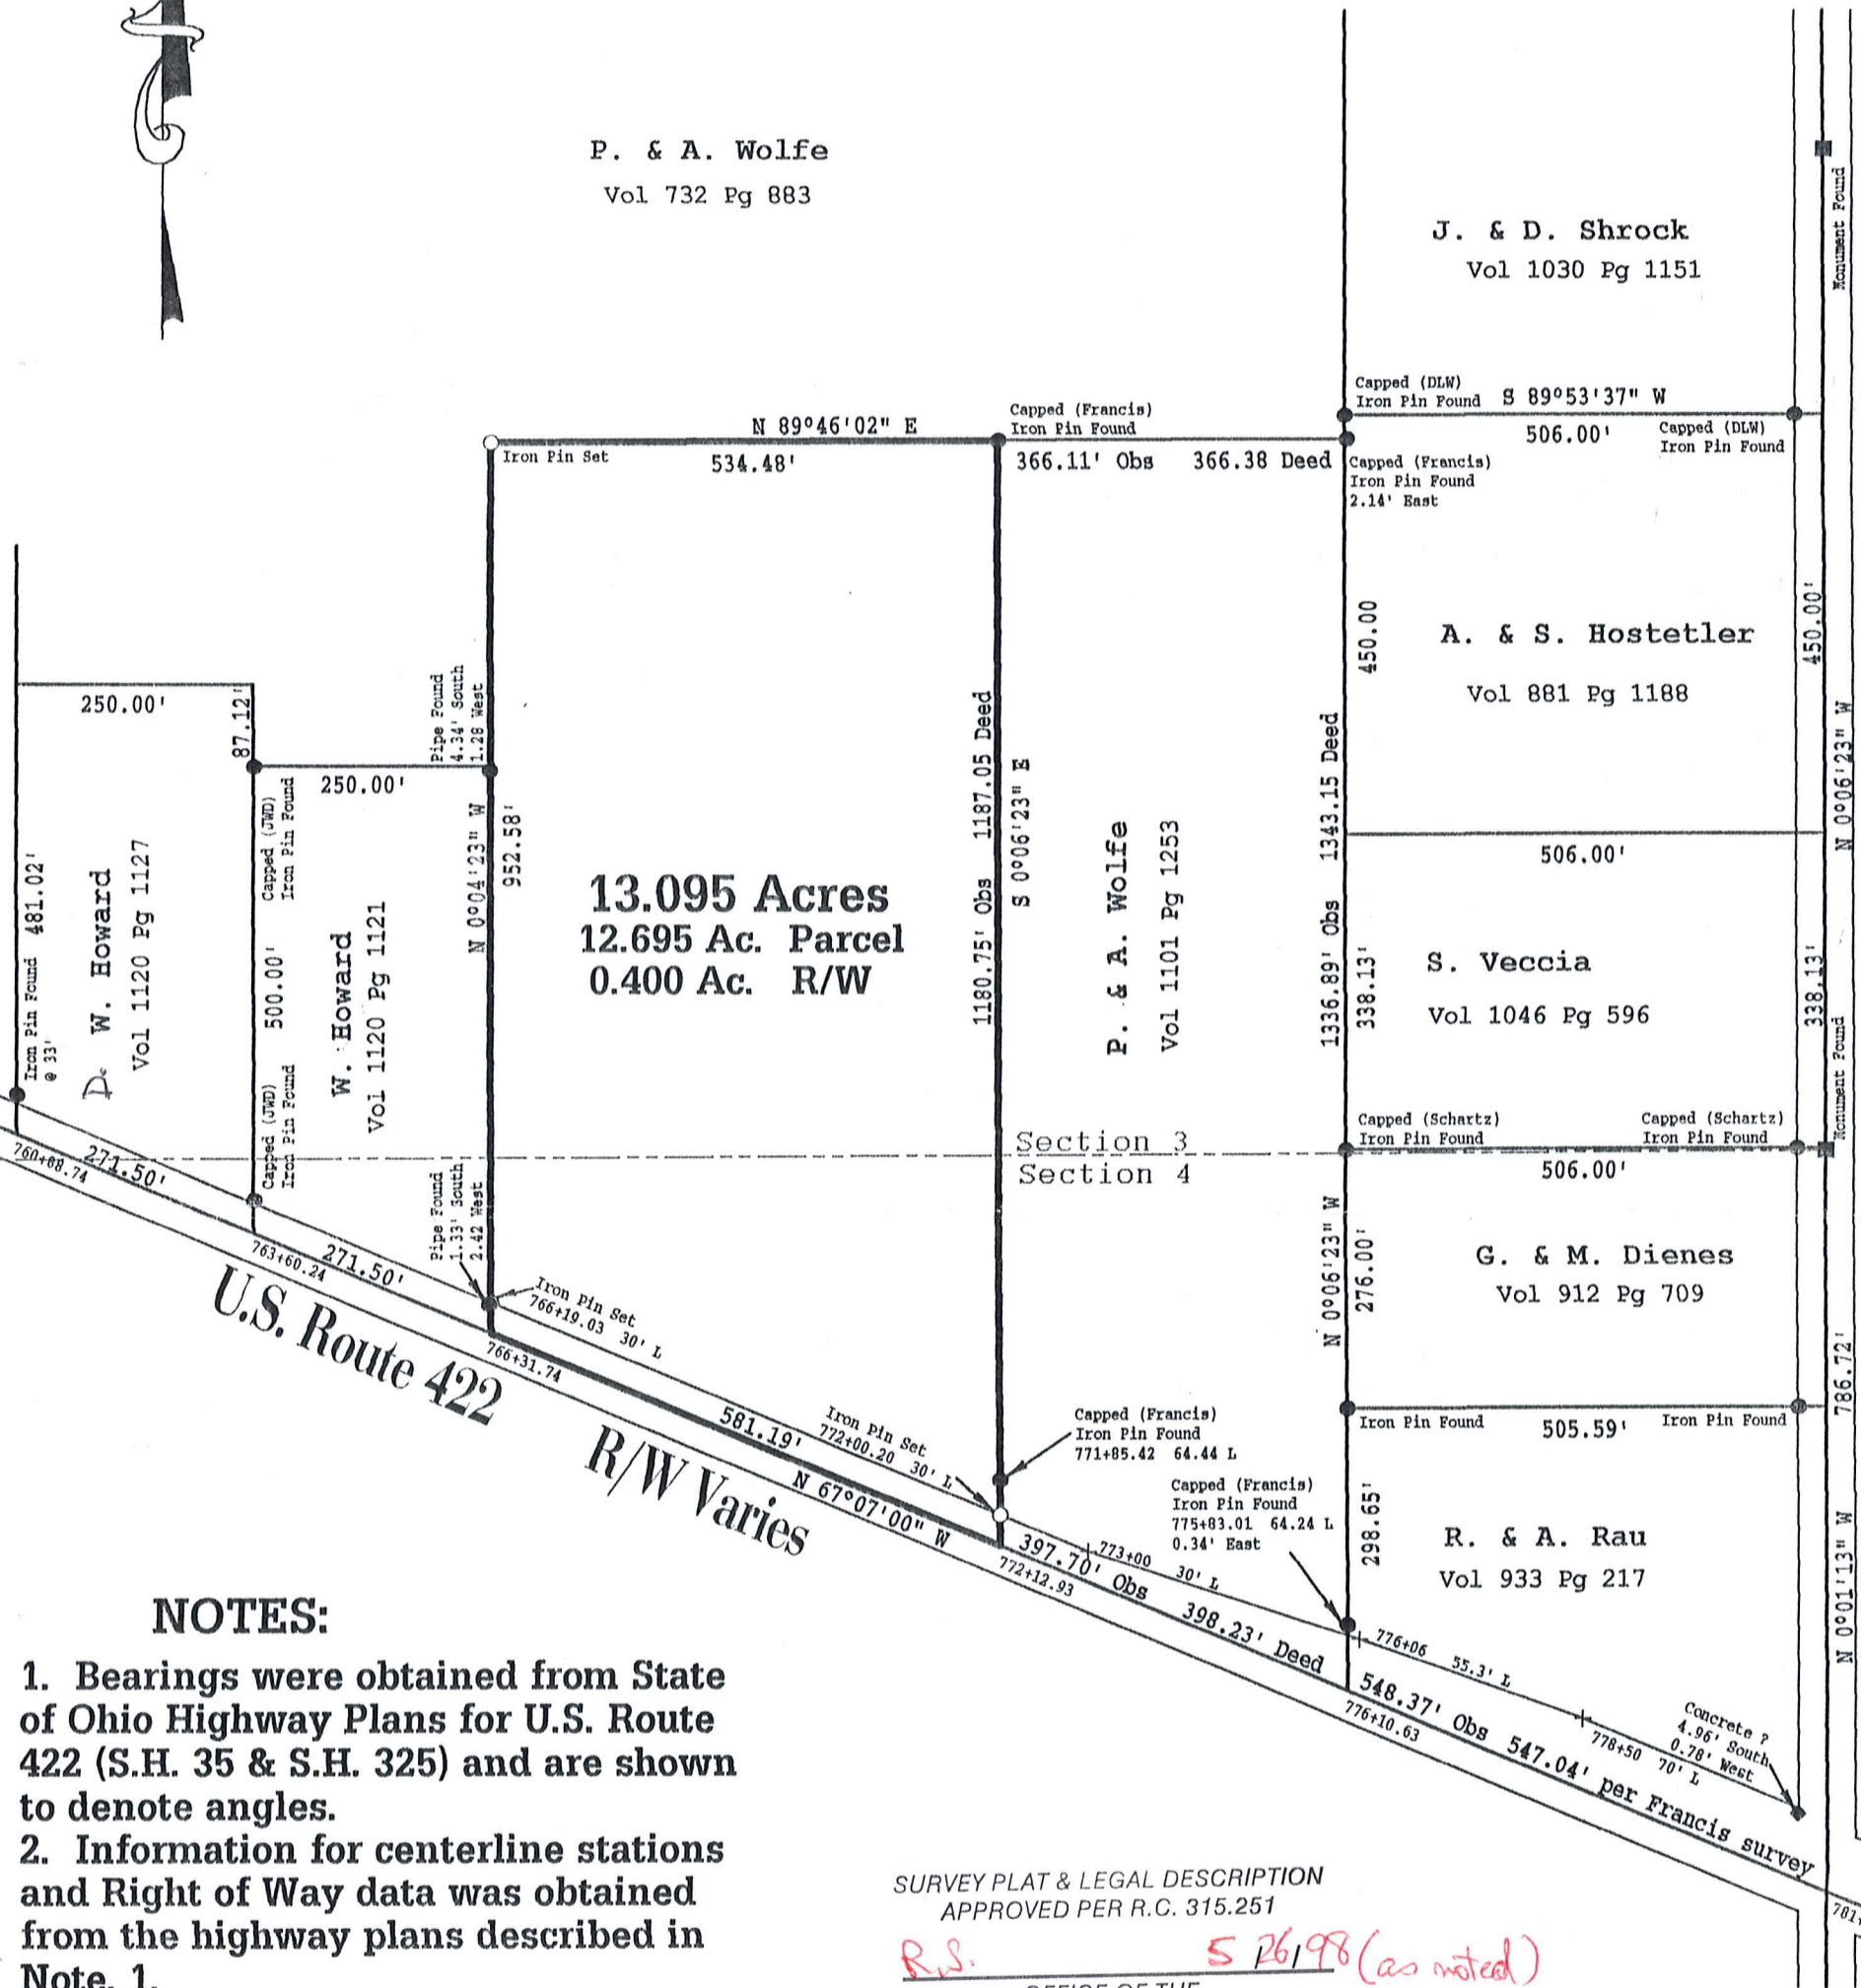 P. & A. Wolfe
Vol 732 Pg 883
J. & D. Shrock
Vol 1030 Pg 1151
Monument Found
Capped (DLW)
Iron Pin Found
S 89°53'37" W
506.00'
Capped (DLW)
Iron Pin Found
N 89°46'02" E
534.48'
Iron Pin Set
Capped (Francis)
Iron Pin Found
366.11' Obs 366.38 Deed
Capped (Francis)
Iron Pin Found
2.14' East
450.00
A. & S. Hostetler
Vol 881 Pg 1188
450.00'
N 0°06'23" W
506.00'
250.00'
87.12'
250.00'
Pipe Found
4.34' South
1.28 West
Iron Pin Found 481.02'
@ 33'
D. W. Howard
Vol 1120 Pg 1127
Capped (JWD)
Iron Pin Found
500.00'
Capped (JWD)
Iron Pin Found
W. Howard
Vol 1120 Pg 1121
N 0°04'23" W
952.58'
13.095 Acres
12.695 Ac. Parcel
0.400 Ac. R/W
1180.75' Obs 1187.05 Deed
S 0°06'23" E
P. & A. Wolfe
Vol 1101 Pg 1253
1336.89' Obs 1343.15 Deed
338.13'
S. Veccia
Vol 1046 Pg 596
338.13'
Monument Found
Section 3
Section 4
Capped (Schartz)
Iron Pin Found
Capped (Schartz)
Iron Pin Found
506.00'
N 0°06'23" W
276.00'
G. & M. Dienes
Vol 912 Pg 709
786.72'
Iron Pin Found
505.59'
Iron Pin Found
760+88.74
271.50'
763+60.24
271.50'
Pipe Found
1.33' South
2.42 West
Iron Pin Set
766+19.03 30' L
766+31.74
U.S. Route 422
R/W Varies
581.19'
N 67°07'00" W
Iron Pin Set
772+00.20 30' L
Capped (Francis)
Iron Pin Found
771+85.42 64.44 L
Capped (Francis)
Iron Pin Found
775+83.01 64.24 L
0.34' East
298.65'
R. & A. Rau
Vol 933 Pg 217
N 0°01'13" W
772+12.93
397.70' Obs 398.23' Deed
773+00 30' L
776+06 55.3' L
776+10.63
548.37' Obs 547.04' per Francis survey
778+50 70' L
Concrete ?
4.96' South
0.78' West
NOTES:
1. Bearings were obtained from State
of Ohio Highway Plans for U.S. Route
422 (S.H. 35 & S.H. 325) and are shown
to denote angles.
2. Information for centerline stations
and Right of Way data was obtained
from the highway plans described in
Note. 1.
SURVEY PLAT & LEGAL DESCRIPTION
APPROVED PER R.C. 315.251
R.S. 5/26/98 (as noted)
OFFICE OF THE